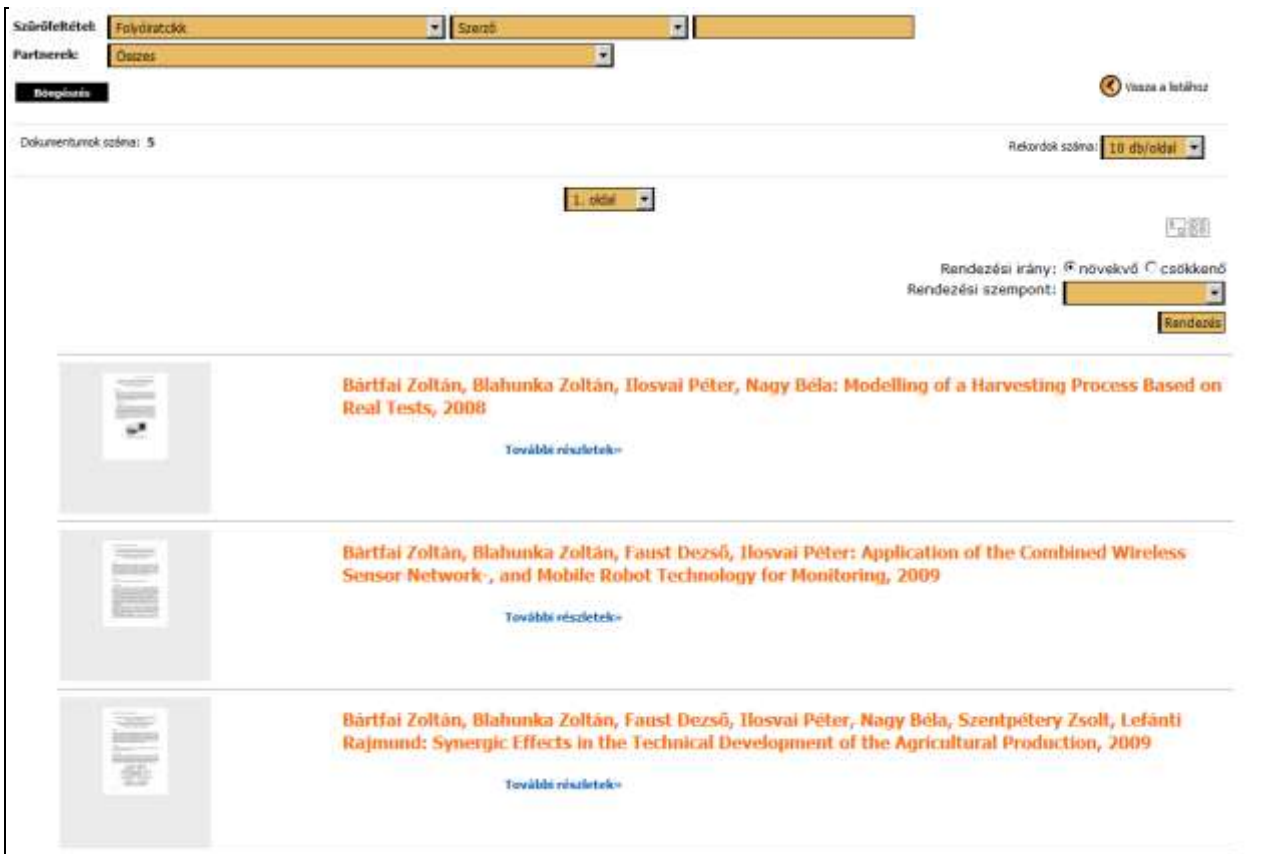 Szűrőfeltétel: Folyóiratcikk Szerző
Partnerek: Összes
Böngészés
Vissza a listához
Dokumentumok száma: 5
Rekordok száma: 10 db/oldal
1. oldal
Rendezési irány: növekvő csökkenő
Rendezési szempont:
Rendezés
Bártfai Zoltán, Blahunka Zoltán, Ilosvai Péter, Nagy Béla: Modelling of a Harvesting Process Based on
Real Tests, 2008
További részletek»
Bártfai Zoltán, Blahunka Zoltán, Faust Dezső, Ilosvai Péter: Application of the Combined Wireless
Sensor Network-, and Mobile Robot Technology for Monitoring, 2009
További részletek»
Bártfai Zoltán, Blahunka Zoltán, Faust Dezső, Ilosvai Péter, Nagy Béla, Szentpétery Zsolt, Lefánti
Rajmund: Synergic Effects in the Technical Development of the Agricultural Production, 2009
További részletek»